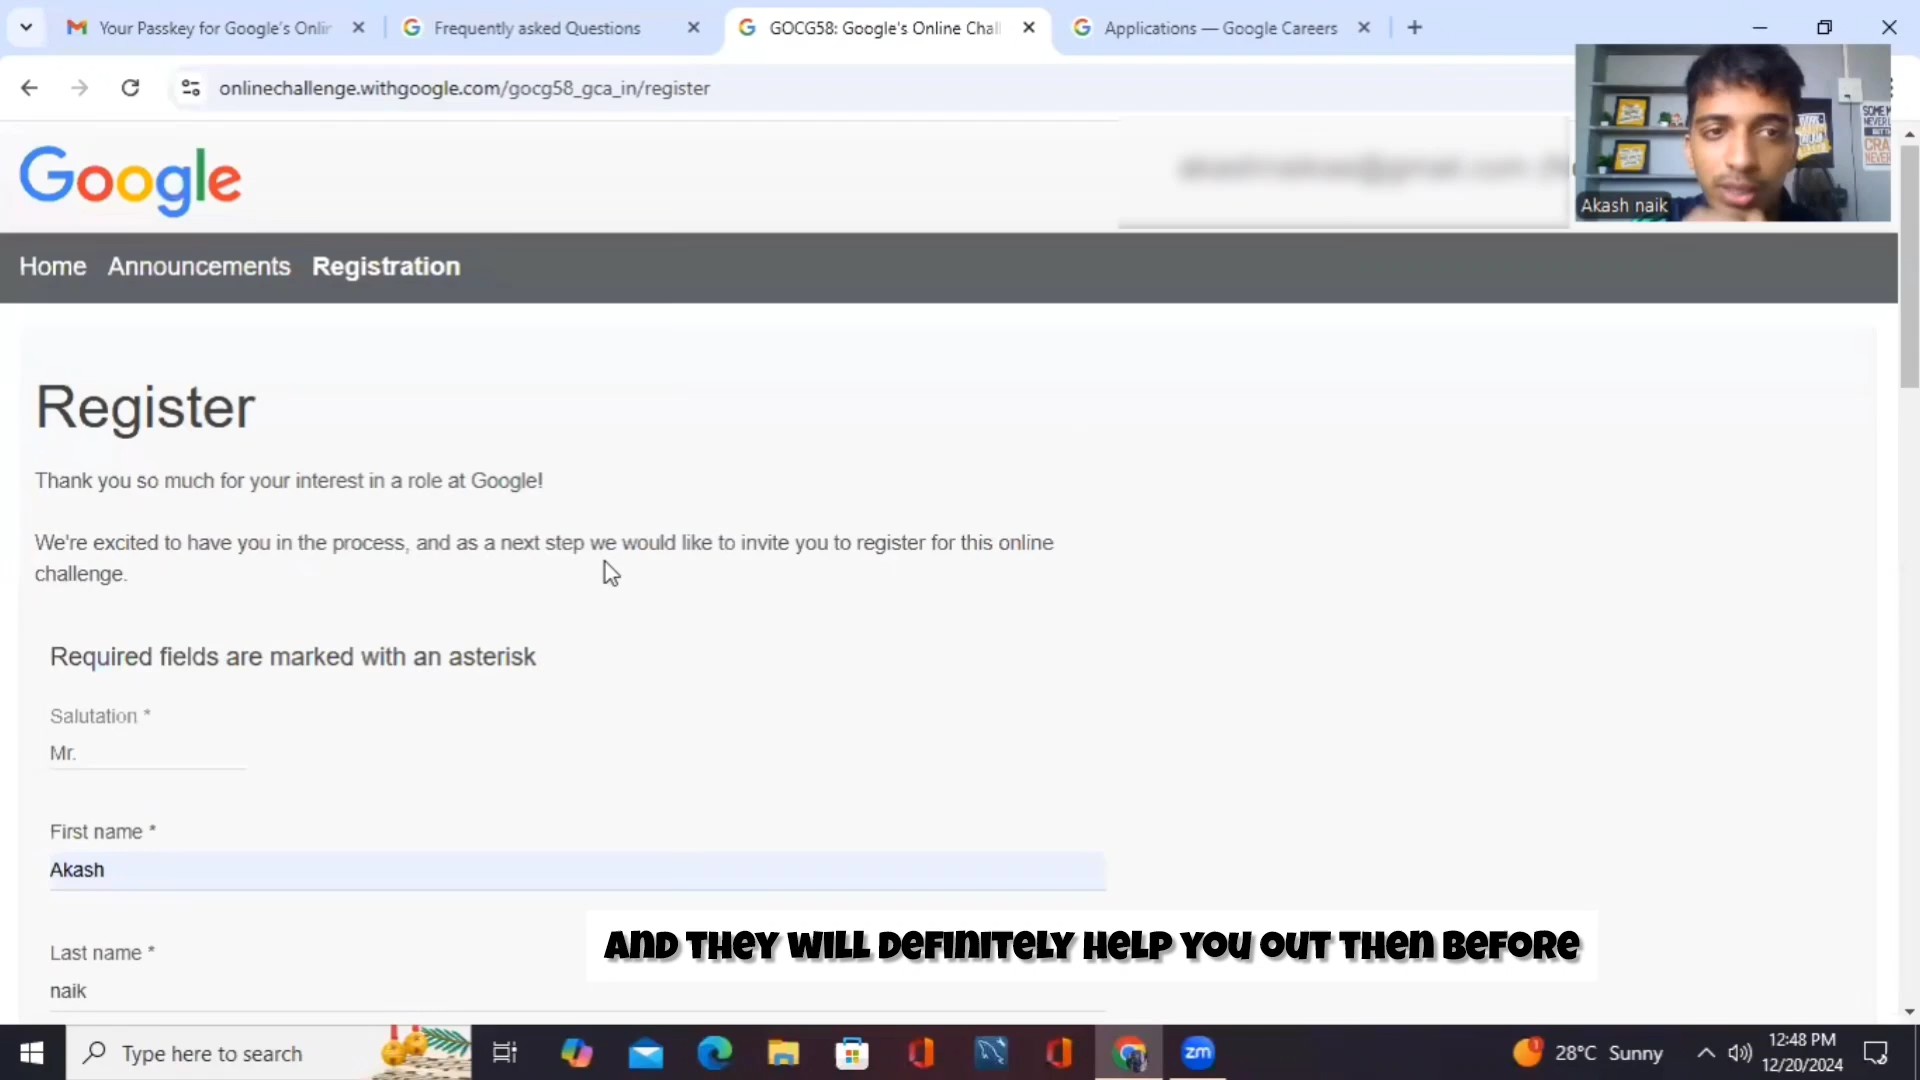 Your Passkey for Google's Onlin
Frequently asked Questions
GOCG58: Google's Online Chal
Applications — Google Careers
onlinechallenge.withgoogle.com/gocg58_gca_in/register
Google
Akash naik
Home Announcements Registration
Register
Thank you so much for your interest in a role at Google!
We're excited to have you in the process, and as a next step we would like to invite you to register for this online
challenge.
Required fields are marked with an asterisk
Salutation *
Mr.
First name *
Akash
Last name *
naik
And they will definitely help you out then before
Type here to search
zm
28°C Sunny
12:48 PM
12/20/2024